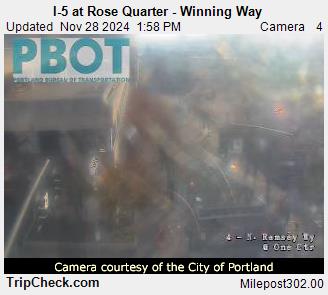 I-5 at Rose Quarter - Winning Way
Updated Nov 28 2024 1:58 PM Camera 4
PBOT
PORTLAND BUREAU OF TRANSPORTATION
4 - N. Ramsey Wy
@ One Ctr
Camera courtesy of the City of Portland
TripCheck.com Milepost302.00